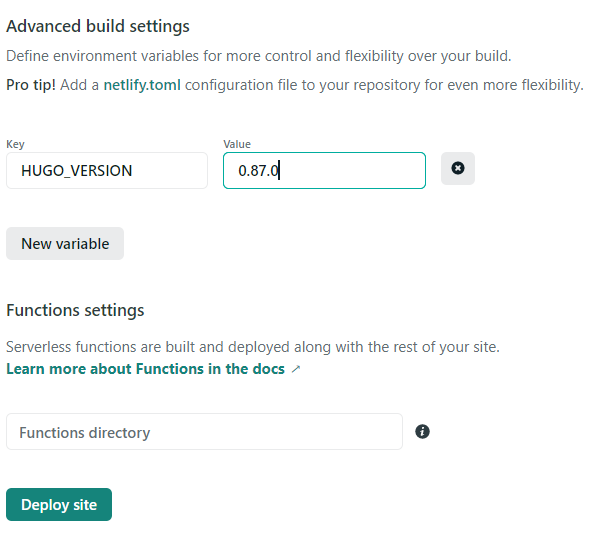 Advanced build settings
Define environment variables for more control and flexibility over your build.
Pro tip! Add a netlify.toml configuration file to your repository for even more flexibility.
Key Value
HUGO_VERSION 0.87.0
New variable
Functions settings
Serverless functions are built and deployed along with the rest of your site.
Learn more about Functions in the docs ↗
Functions directory
Deploy site